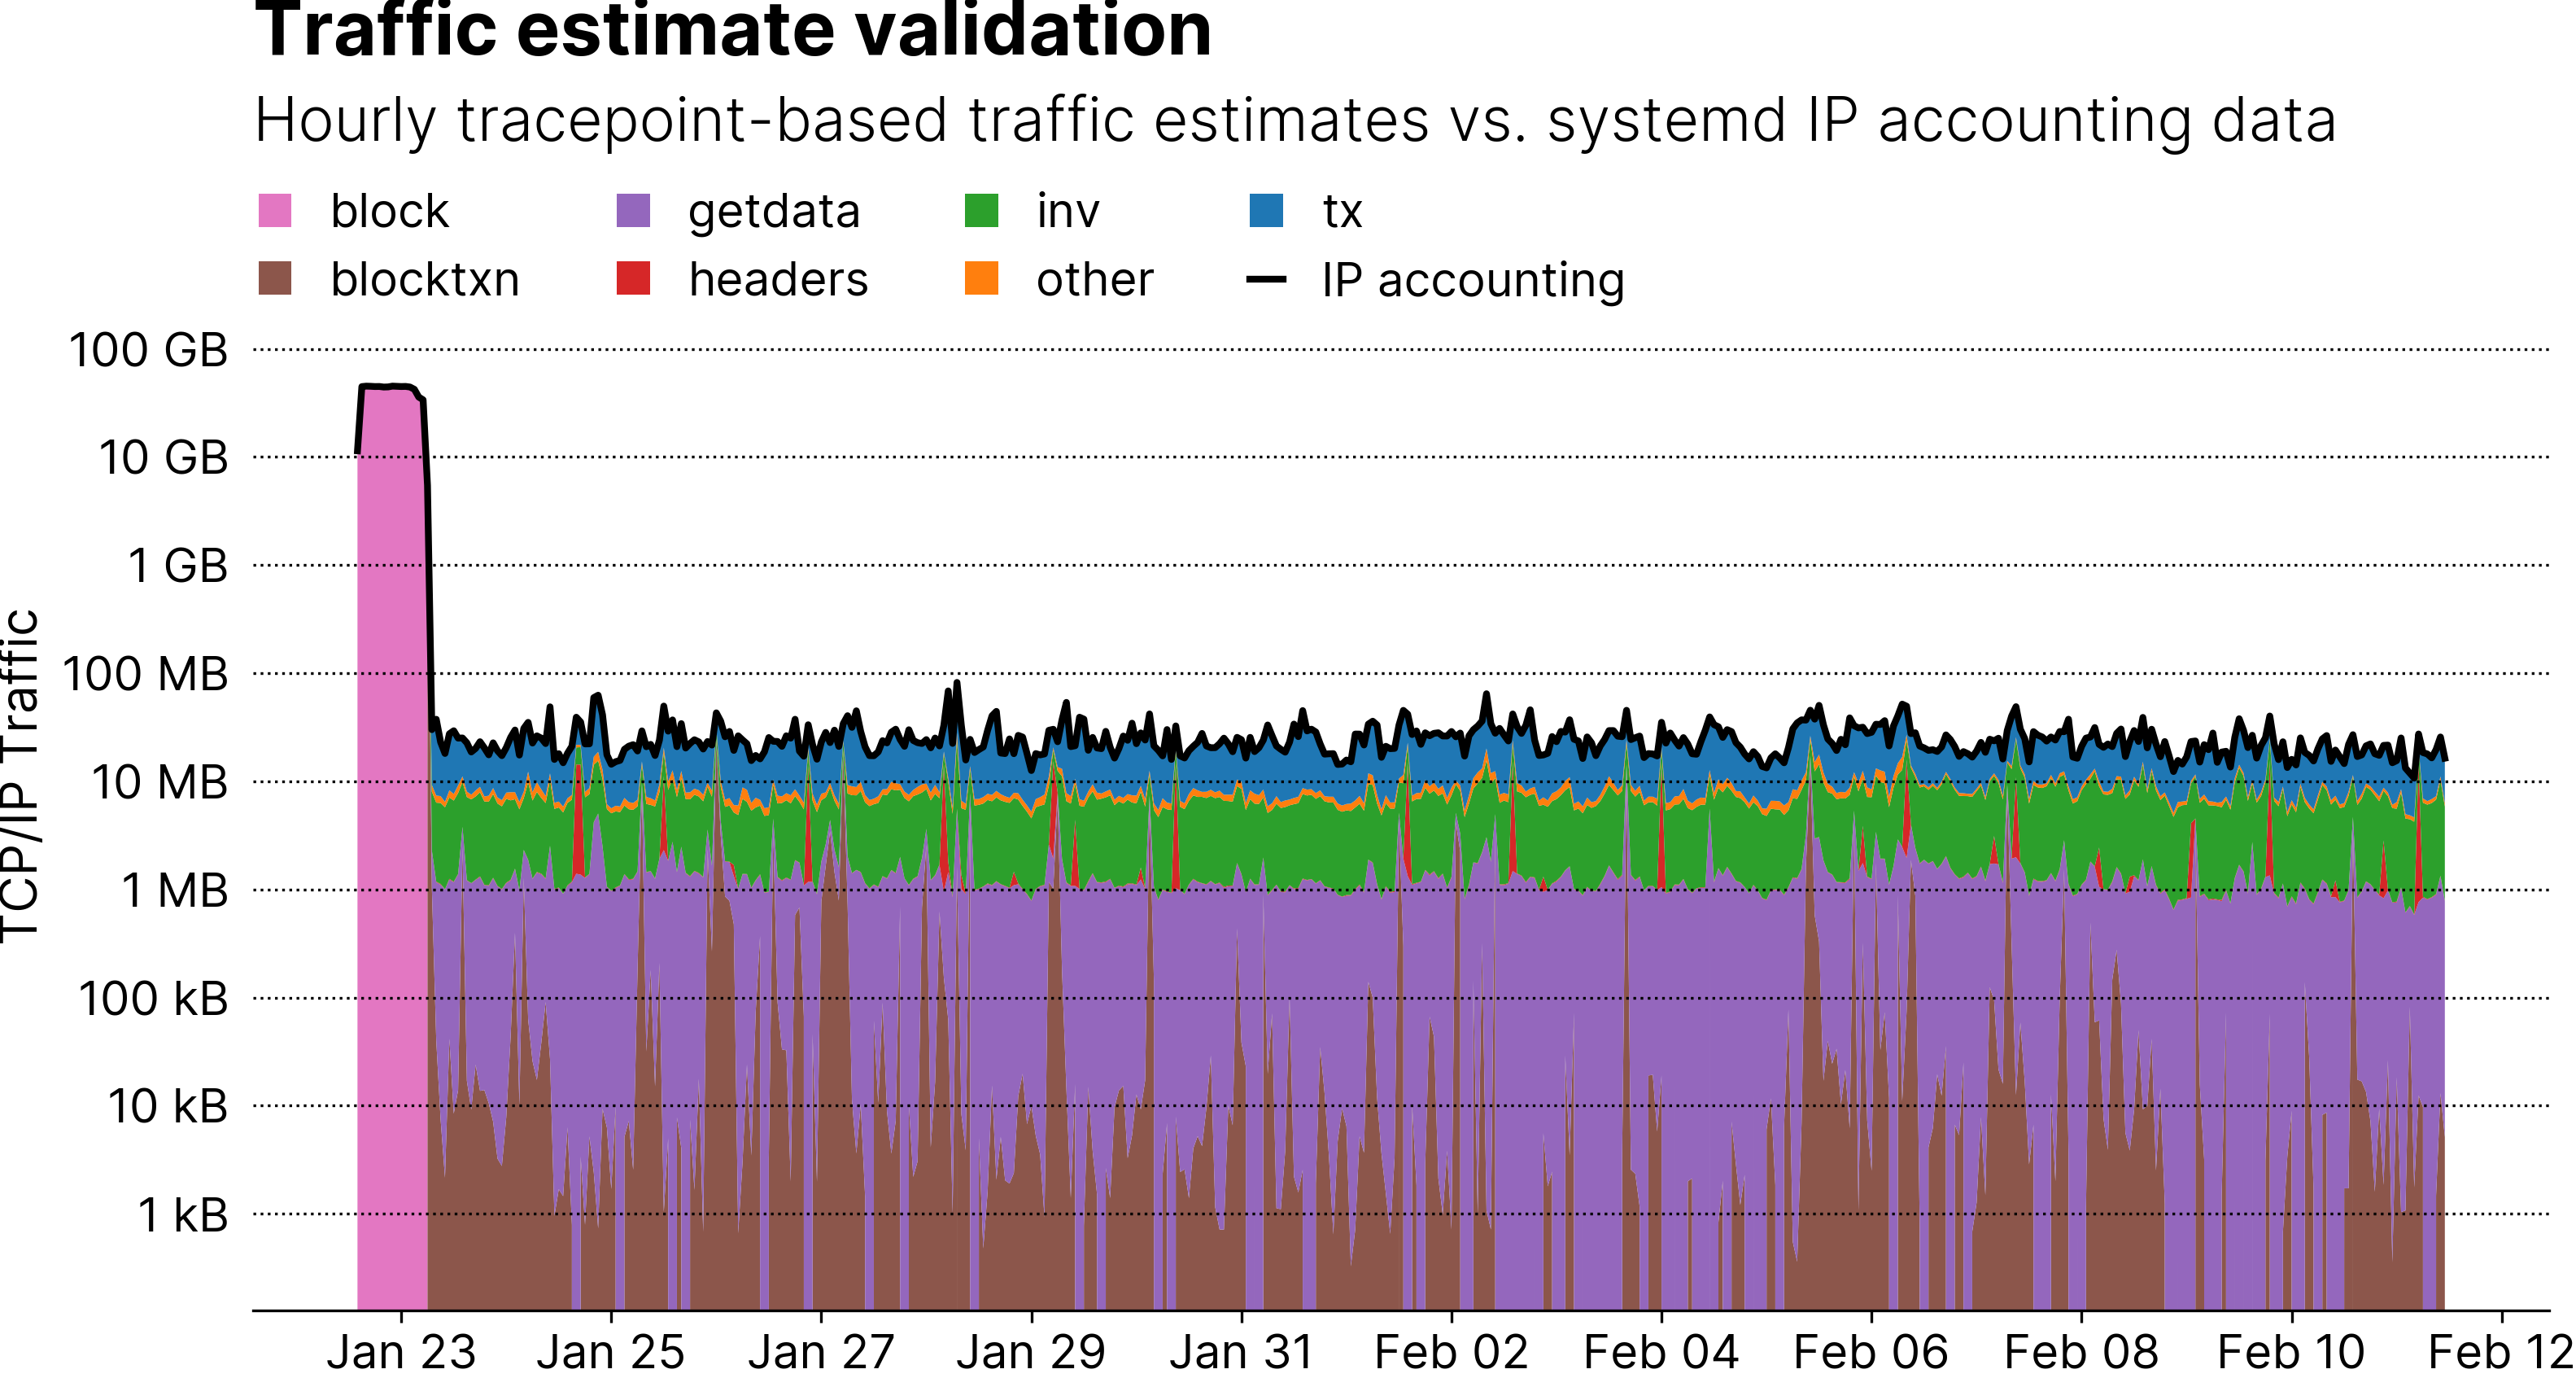 Traffic estimate validation
Hourly tracepoint-based traffic estimates vs. systemd IP accounting data
block getdata inv tx
blocktxn headers other IP accounting
100 GB
10 GB
1 GB
100 MB
10 MB
1 MB
100 kB
10 kB
1 kB
TCP/IP Traffic
Jan 23 Jan 25 Jan 27 Jan 29 Jan 31 Feb 02 Feb 04 Feb 06 Feb 08 Feb 10 Feb 12